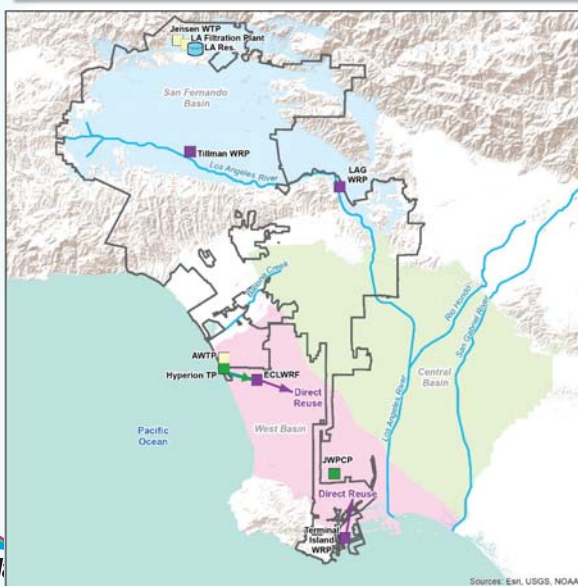 Jensen WTP
LA Filtration Plant
LA Res.
San Fernando
Basin
Tillman WRP
Los Angeles River
LAG
WRP
Ballona Creek
Rio Hondo
San Gabriel River
AWTP
Hyperion TP
ECLWRF
Direct
Reuse
Los Angeles River
Central
Basin
Pacific
Ocean
West Basin
JWPCP
Direct Reuse
Terminal
Island
WRP
Sources: Esri, USGS, NOAA